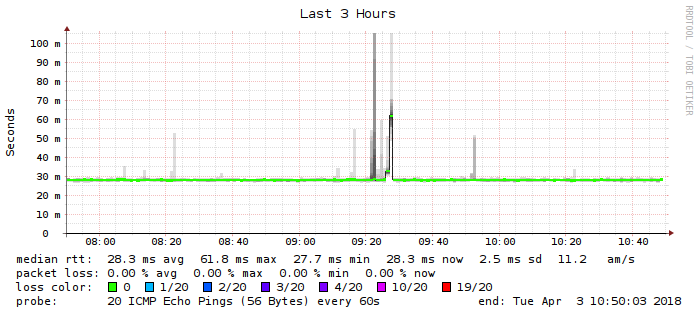 Last 3 Hours
RRDTOOL / TOBI OETIKER
Seconds
100 m
90 m
80 m
70 m
60 m
50 m
40 m
30 m
20 m
10 m
0
08:00 08:20 08:40 09:00 09:20 09:40 10:00 10:20 10:40
median rtt: 28.3 ms avg 61.8 ms max 27.7 ms min 28.3 ms now 2.5 ms sd 11.2 am/s
packet loss: 0.00 % avg 0.00 % max 0.00 % min 0.00 % now
loss color: 0 1/20 2/20 3/20 4/20 10/20 19/20
probe: 20 ICMP Echo Pings (56 Bytes) every 60s end: Tue Apr 3 10:50:03 2018